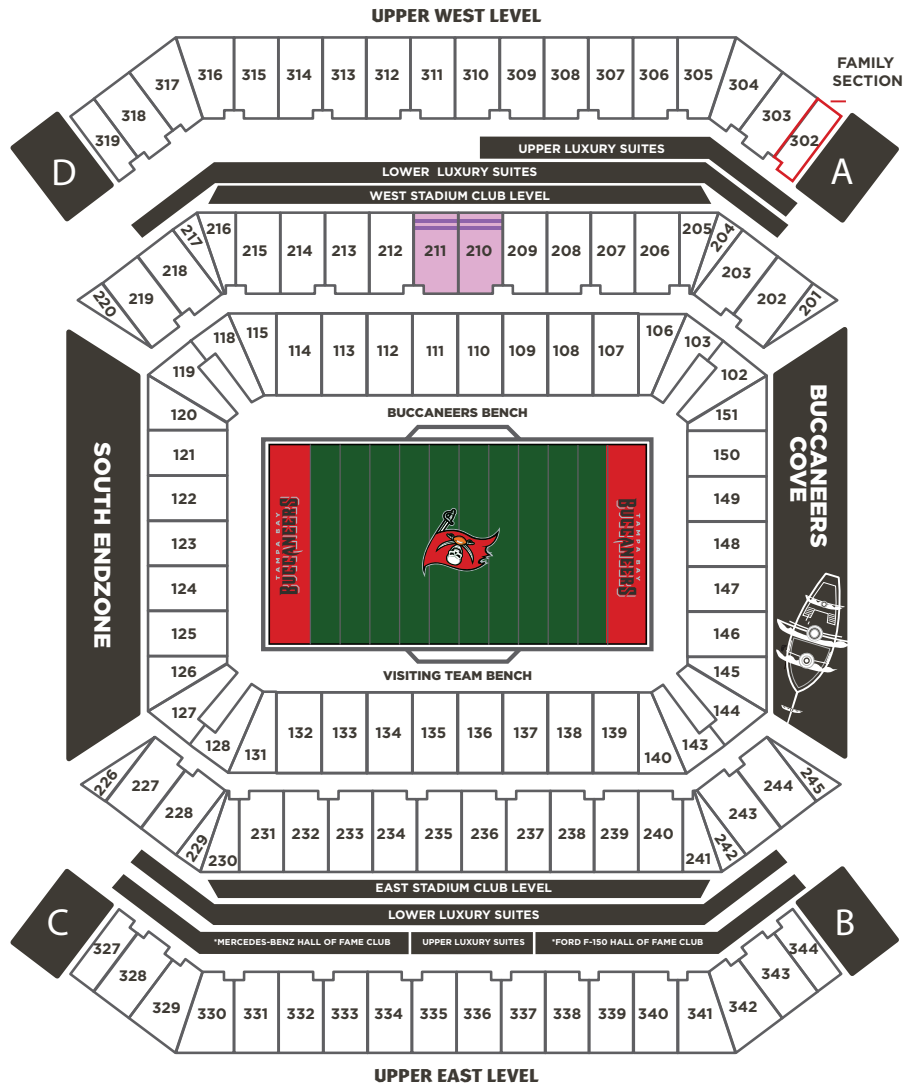 UPPER WEST LEVEL
FAMILY
SECTION
319 318 317 316 315 314 313 312 311 310 309 308 307 306 305 304 303 302
D
A
UPPER LUXURY SUITES
LOWER LUXURY SUITES
WEST STADIUM CLUB LEVEL
220 219 218 217 216 215 214 213 212 211 210 209 208 207 206 205 204 203 202 201
119 118 115 114 113 112 111 110 109 108 107 106 103 102
BUCCANEERS BENCH
120
121
122
123
124
125
126
151
150
149
148
147
146
145
SOUTH ENDZONE
BUCCANEERS
COVE
TAMPA BAY
BUCCANEERS
TAMPA BAY
BUCCANEERS
VISITING TEAM BENCH
127 128 131 132 133 134 135 136 137 138 139 140 143 144
226 227 228 229 230 231 232 233 234 235 236 237 238 239 240 241 242 243 244 245
EAST STADIUM CLUB LEVEL
LOWER LUXURY SUITES
*MERCEDES-BENZ HALL OF FAME CLUB
UPPER LUXURY SUITES
*FORD F-150 HALL OF FAME CLUB
C
B
327 328 329 330 331 332 333 334 335 336 337 338 339 340 341 342 343 344
UPPER EAST LEVEL